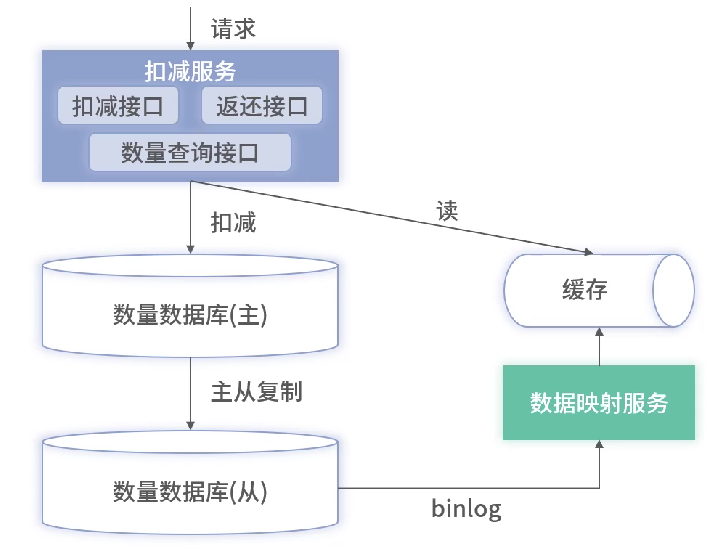 请求
扣减服务
扣减接口
返还接口
数量查询接口
扣减
读
数量数据库(主)
缓存
主从复制
数据映射服务
数量数据库(从)
binlog